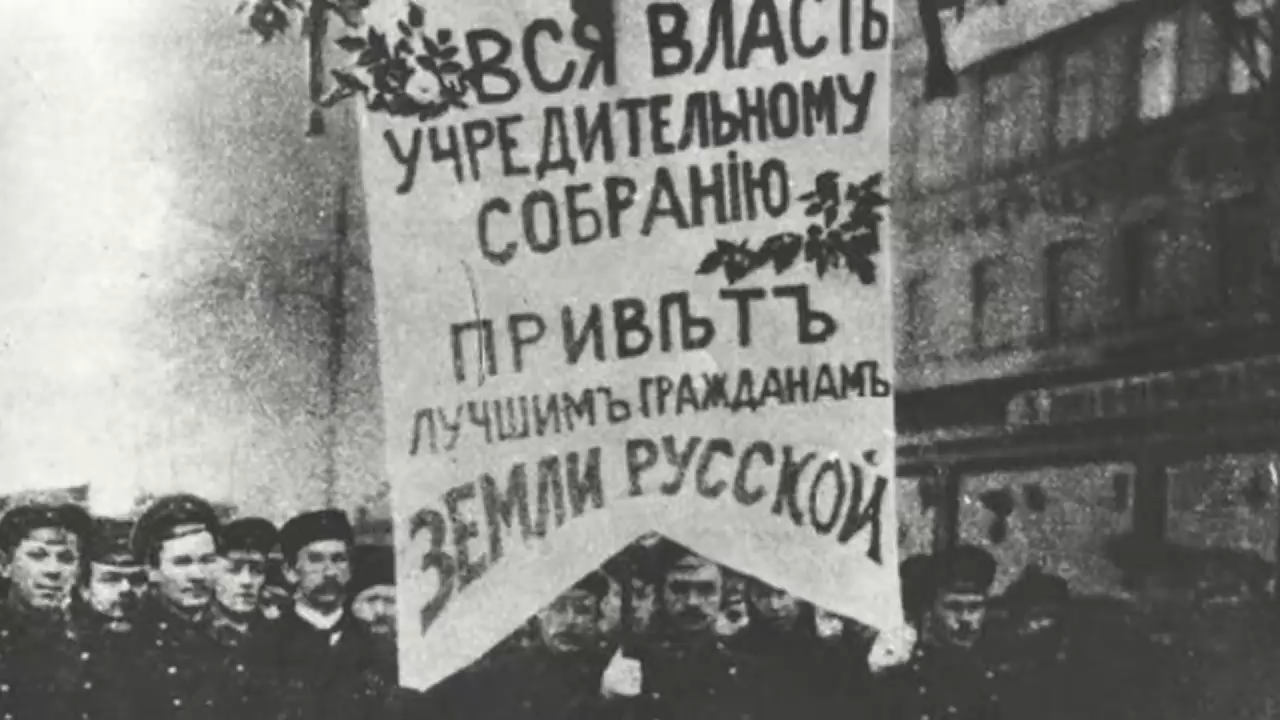 ВСЯ ВЛАСТЬ
УЧРЕДИТЕЛЬНОМУ
СОБРАНІЮ
ПРИВѢТЪ
ЛУЧШИМЪ ГРАЖДАНАМЪ
ЗЕМЛИ РУССКОЙ